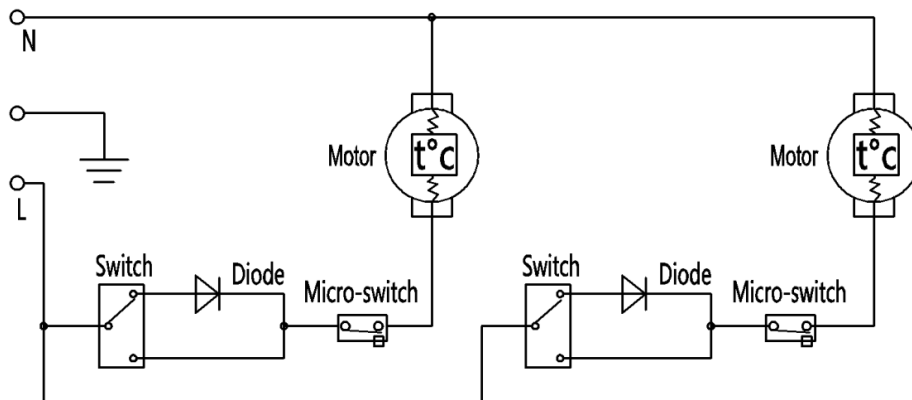 N
Motor
t°c
Motor
t°c
L
Switch
Diode
Micro-switch
Switch
Diode
Micro-switch